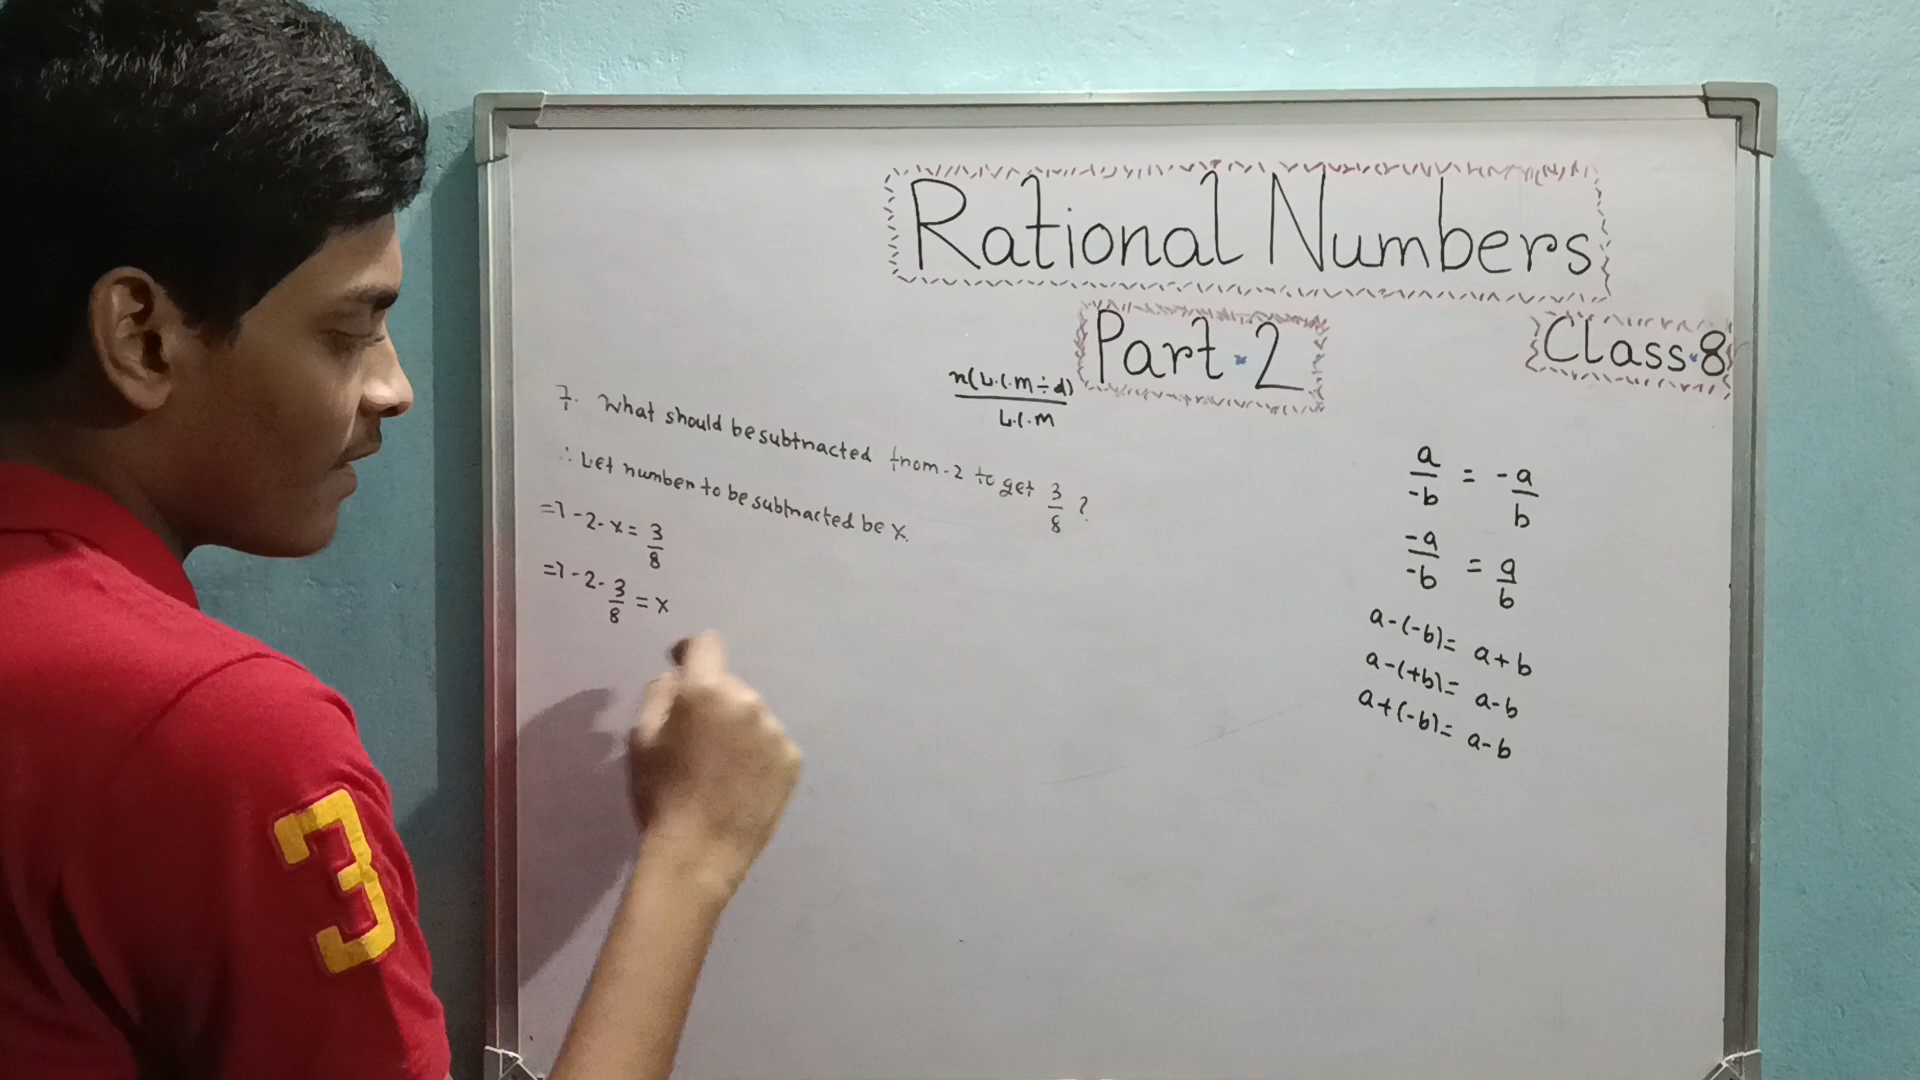 Rational Numbers
Part-2
Class-8
n(L.C.M÷d)
L.C.M
7. What should be subtracted from -2 to get 3/8 ?
∴ Let number to be subtracted be x.
=> -2 - x = 3/8
=> -2 - 3/8 = x
a/-b = -a/b
-a/-b = a/b
a-(-b)= a+b
a-(+b)= a-b
a+(-b)= a-b
3